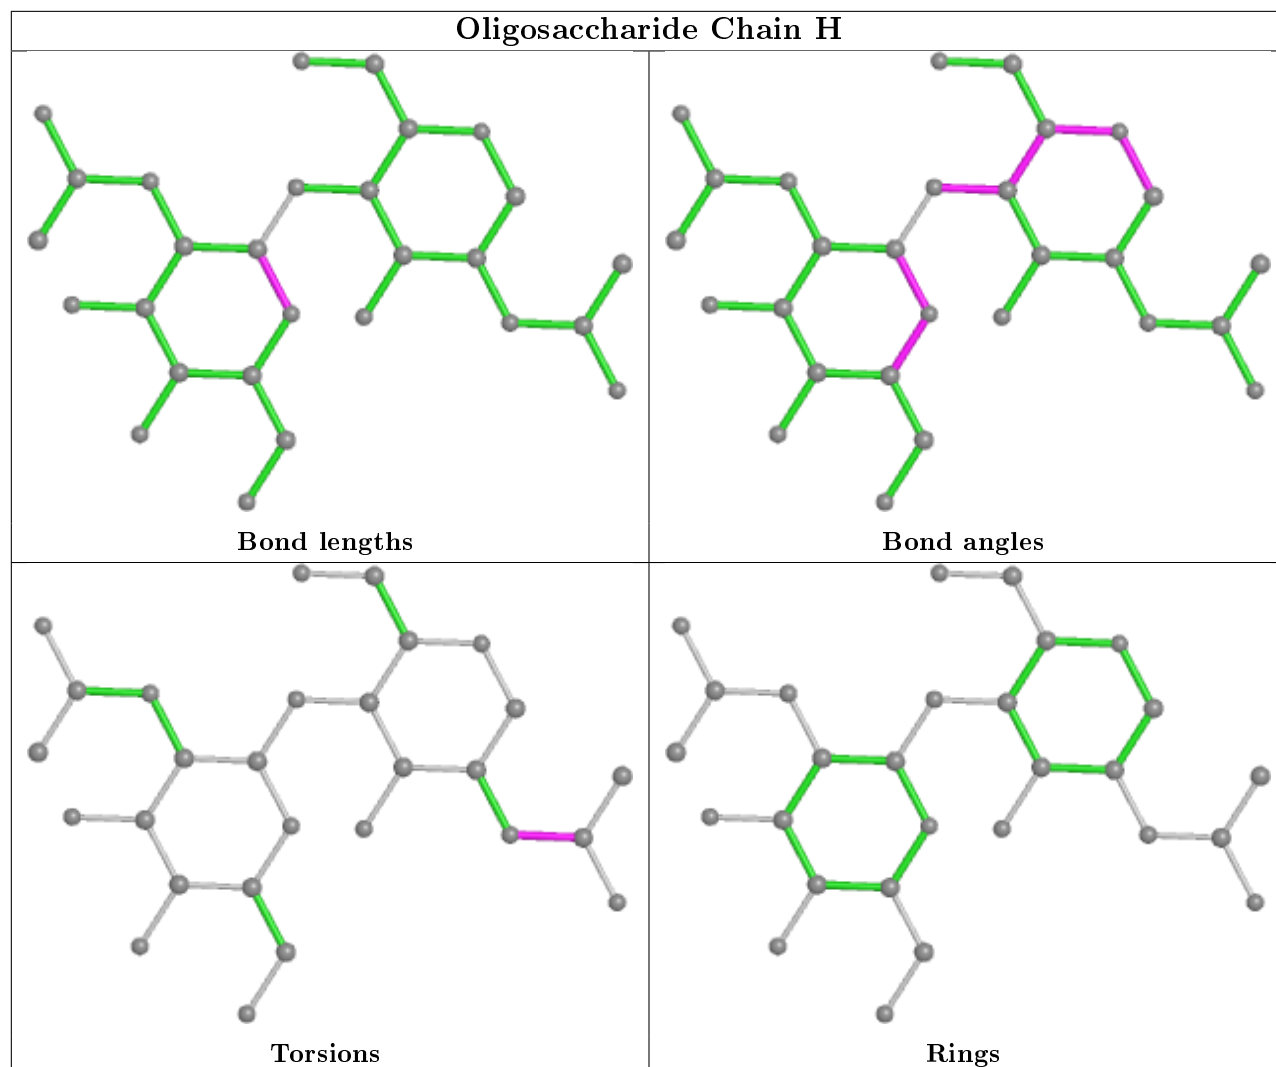 Oligosaccharide Chain H
Bond lengths
Bond angles
Torsions
Rings